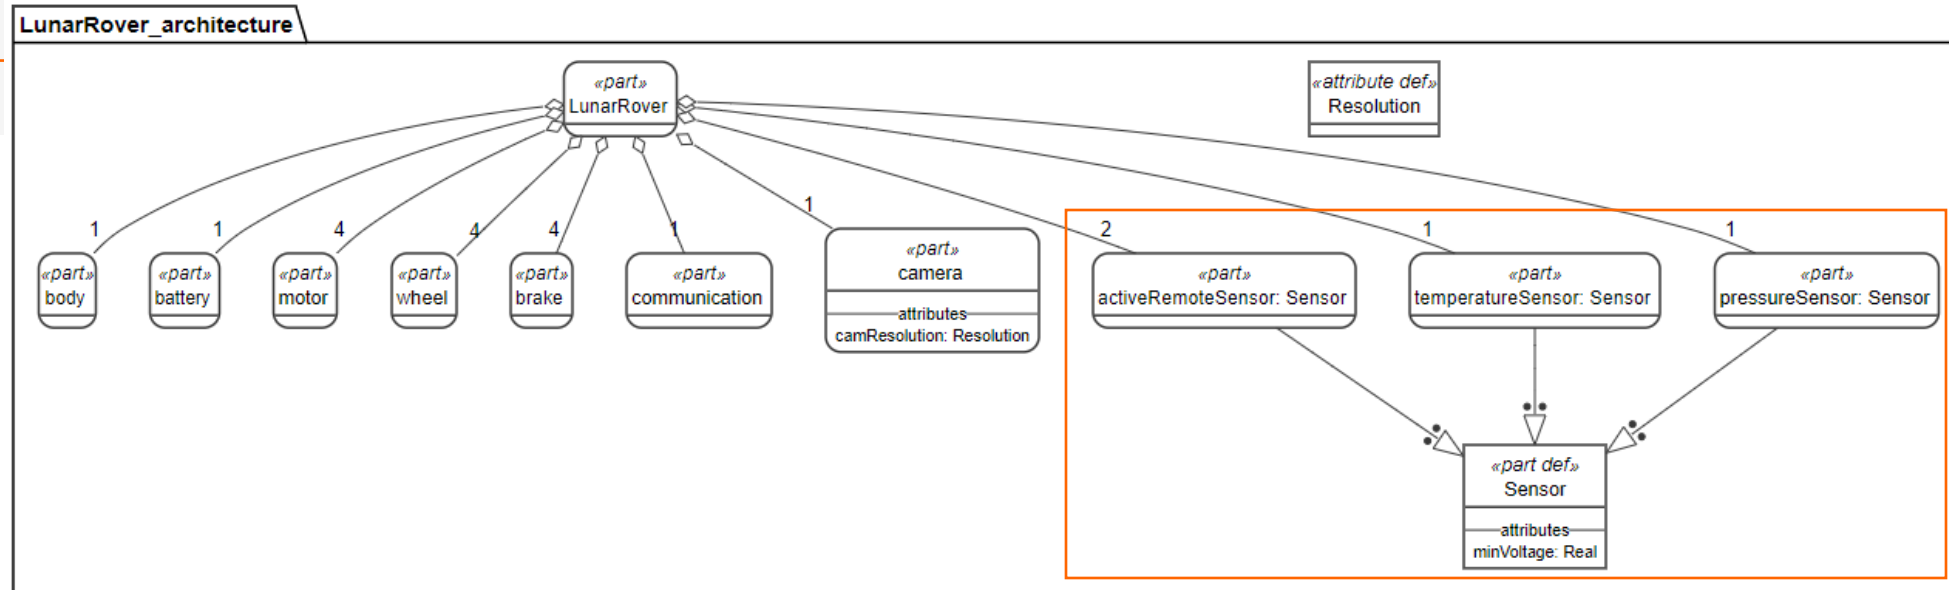 LunarRover_architecture
«part»
LunarRover
«attribute def»
Resolution
1
1
4
4
4
1
1
2
1
1
«part»
body
«part»
battery
«part»
motor
«part»
wheel
«part»
brake
«part»
communication
«part»
camera
attributes
camResolution: Resolution
«part»
activeRemoteSensor: Sensor
«part»
temperatureSensor: Sensor
«part»
pressureSensor: Sensor
«part def»
Sensor
attributes
minVoltage: Real